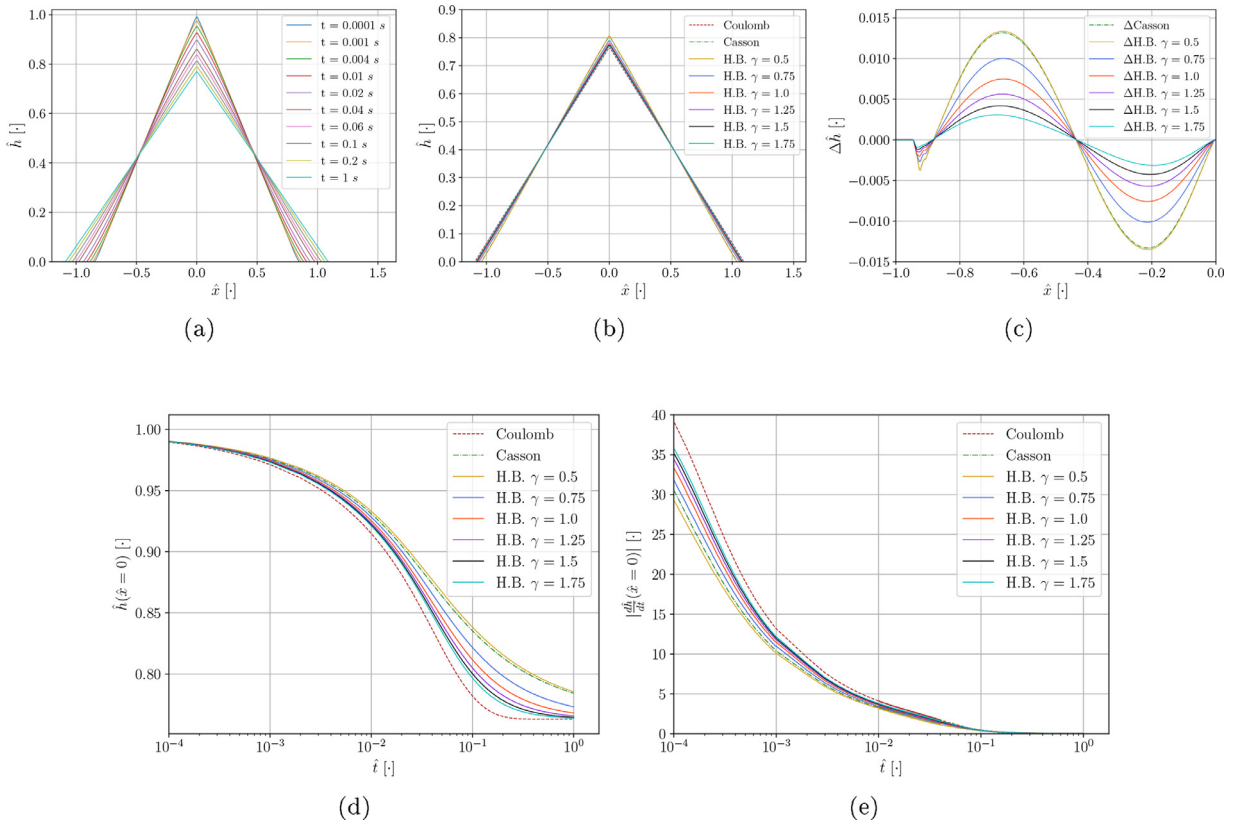 1.0
0.8
0.6
0.4
0.2
0.0
ĥ [·]
−1.0 −0.5 0.0 0.5 1.0 1.5
x̂ [·]
t = 0.0001 s
t = 0.001 s
t = 0.004 s
t = 0.01 s
t = 0.02 s
t = 0.04 s
t = 0.06 s
t = 0.1 s
t = 0.2 s
t = 1 s
(a)
0.9
0.8
0.7
0.6
0.5
0.4
0.3
0.2
0.1
0.0
ĥ [·]
−1.0 −0.5 0.0 0.5 1.0 1.5
x̂ [·]
Coulomb
Casson
H.B. γ = 0.5
H.B. γ = 0.75
H.B. γ = 1.0
H.B. γ = 1.25
H.B. γ = 1.5
H.B. γ = 1.75
(b)
0.015
0.010
0.005
0.000
−0.005
−0.010
−0.015
Δĥ [·]
−1.0 −0.8 −0.6 −0.4 −0.2 0.0
x̂ [·]
ΔCasson
ΔH.B. γ = 0.5
ΔH.B. γ = 0.75
ΔH.B. γ = 1.0
ΔH.B. γ = 1.25
ΔH.B. γ = 1.5
ΔH.B. γ = 1.75
(c)
1.00
0.95
0.90
0.85
0.80
ĥ(x̂ = 0) [·]
10⁻⁴ 10⁻³ 10⁻² 10⁻¹ 10⁰
t̂ [·]
Coulomb
Casson
H.B. γ = 0.5
H.B. γ = 0.75
H.B. γ = 1.0
H.B. γ = 1.25
H.B. γ = 1.5
H.B. γ = 1.75
(d)
40
35
30
25
20
15
10
5
0
|dĥ/dt(x̂ = 0)| [·]
10⁻⁴ 10⁻³ 10⁻² 10⁻¹ 10⁰
t̂ [·]
Coulomb
Casson
H.B. γ = 0.5
H.B. γ = 0.75
H.B. γ = 1.0
H.B. γ = 1.25
H.B. γ = 1.5
H.B. γ = 1.75
(e)